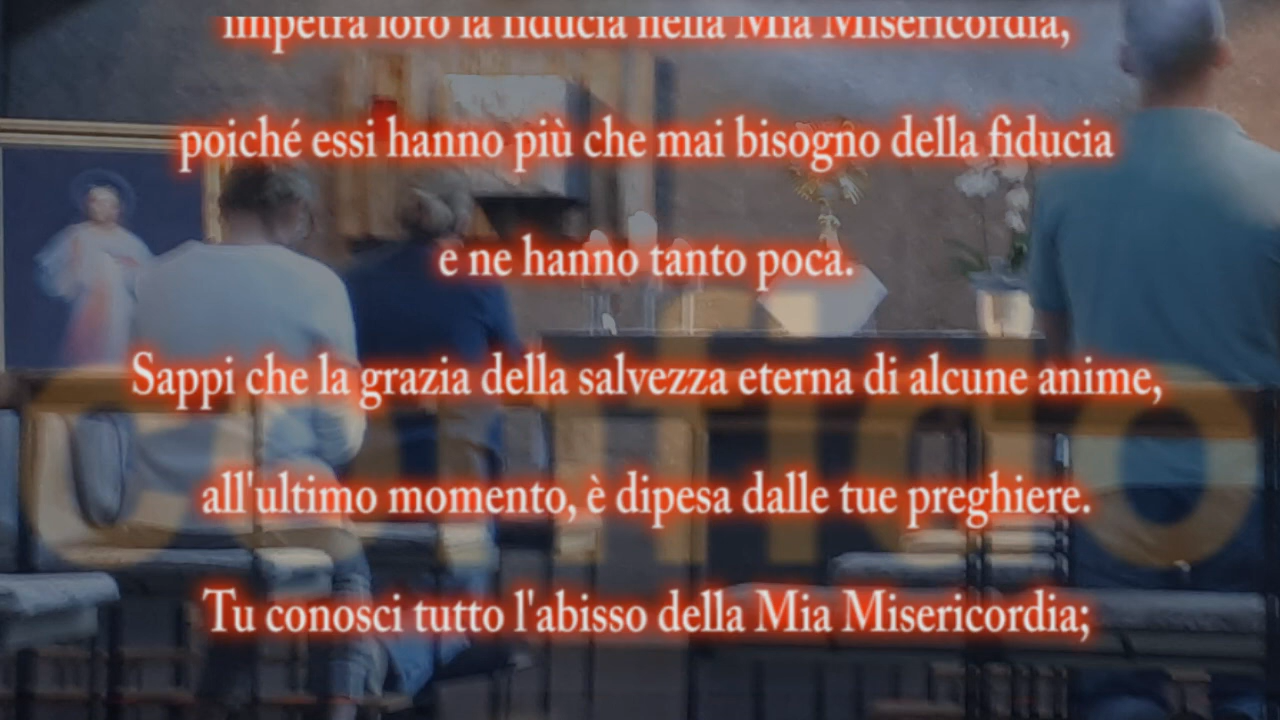 impetra loro la fiducia nella Mia Misericordia,
poiché essi hanno più che mai bisogno della fiducia
e ne hanno tanto poca.
Sappi che la grazia della salvezza eterna di alcune anime,
all'ultimo momento, è dipesa dalle tue preghiere.
Tu conosci tutto l'abisso della Mia Misericordia;
confido